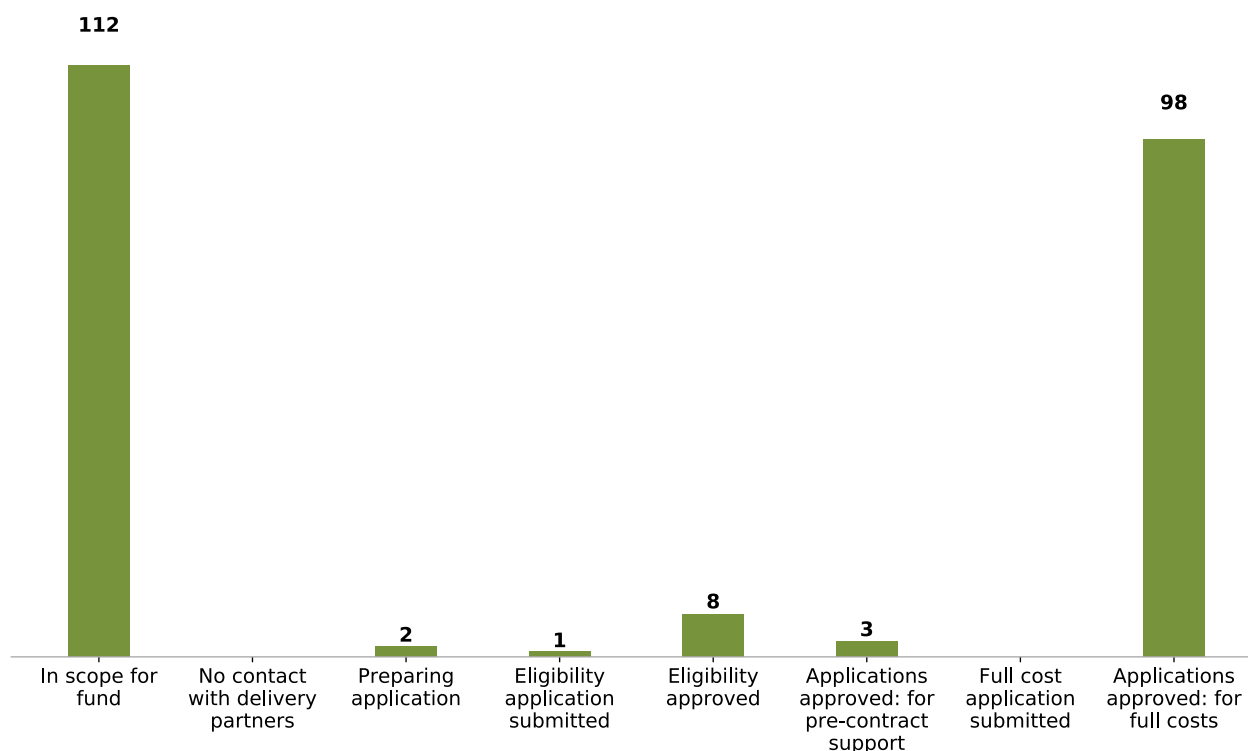 112
98
8
2
1
3
In scope for
fund
No contact
with delivery
partners
Preparing
application
Eligibility
application
submitted
Eligibility
approved
Applications
approved: for
pre-contract
support
Full cost
application
submitted
Applications
approved: for
full costs